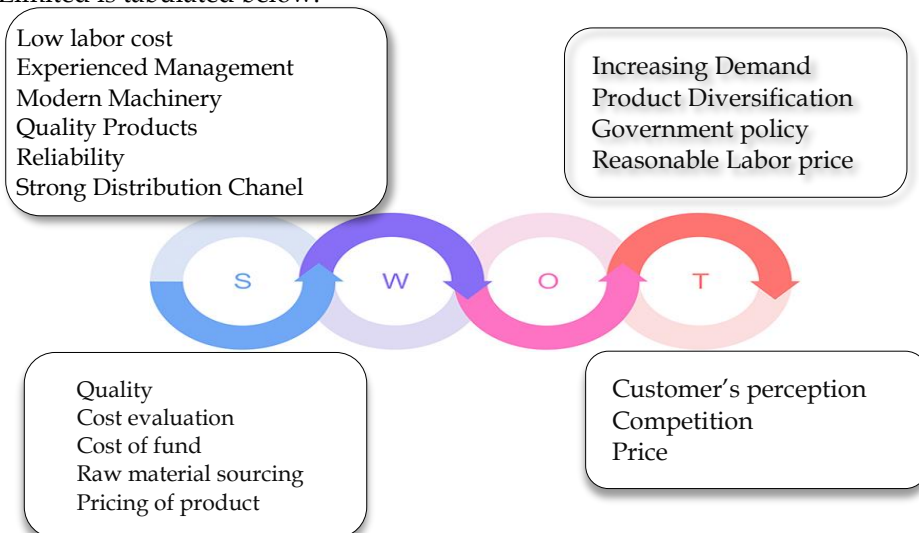 Limited is tabulated below:
Low labor cost
Experienced Management
Modern Machinery
Quality Products
Reliability
Strong Distribution Chanel
Increasing Demand
Product Diversification
Government policy
Reasonable Labor price
S W O T
Quality
Cost evaluation
Cost of fund
Raw material sourcing
Pricing of product
Customer’s perception
Competition
Price